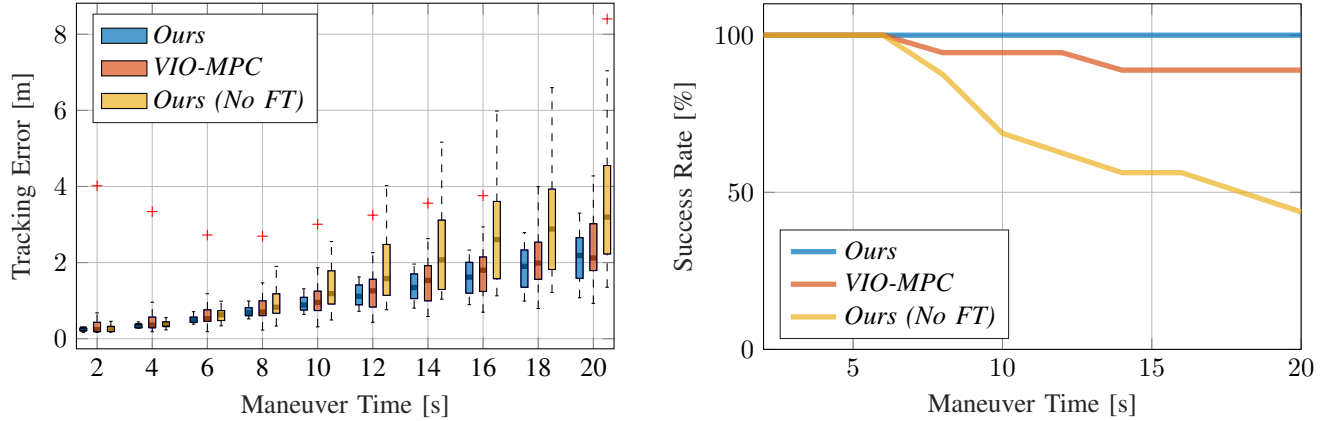 8
6
4
2
0
Tracking Error [m]
Ours
VIO-MPC
Ours (No FT)
2 4 6 8 10 12 14 16 18 20
Maneuver Time [s]
100
50
0
Success Rate [%]
Ours
VIO-MPC
Ours (No FT)
5 10 15 20
Maneuver Time [s]